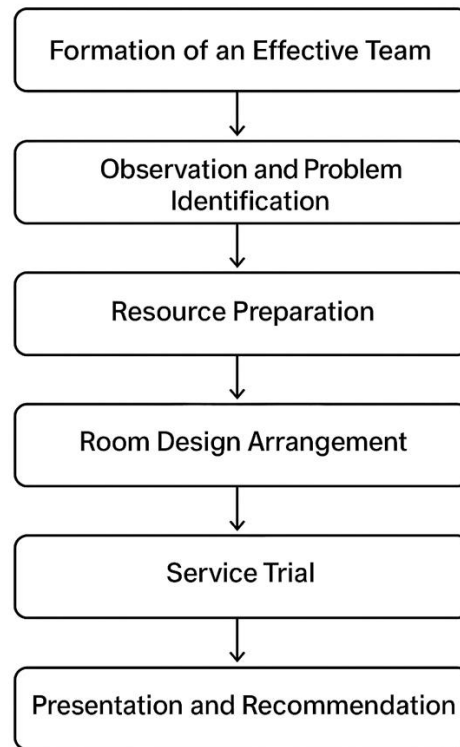 Formation of an Effective Team
Observation and Problem
Identification
Resource Preparation
Room Design Arrangement
Service Trial
Presentation and Recommendation